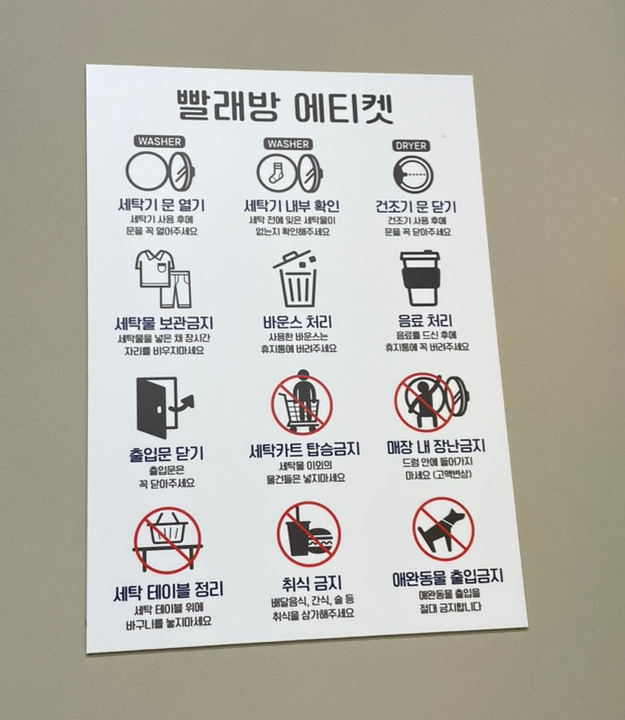 빨래방 에티켓
WASHER
세탁기 문 열기
세탁기 사용 후에
문을 꼭 열어주세요
WASHER
세탁기 내부 확인
세탁 전에 잊은 세탁물이
없는지 확인해주세요
DRYER
건조기 문 닫기
건조기 사용 후에
문을 꼭 닫아주세요
세탁물 보관금지
세탁물을 넣은 채 장시간
자리를 비우지마세요
바운스 처리
사용한 바운스는
휴지통에 버려주세요
음료 처리
음료를 드신 후에
휴지통에 꼭 버려주세요
출입문 닫기
출입문은
꼭 닫아주세요
세탁카트 탑승금지
세탁물 이외의
물건들은 넣지마세요
매장 내 장난금지
드럼 안에 들어가지
마세요 (고액변상)
세탁 테이블 정리
세탁 테이블 위에
바구니를 놓지마세요
취식 금지
배달음식, 간식, 술 등
취식을 삼가해주세요
애완동물 출입금지
애완동물 출입을
절대 금지합니다